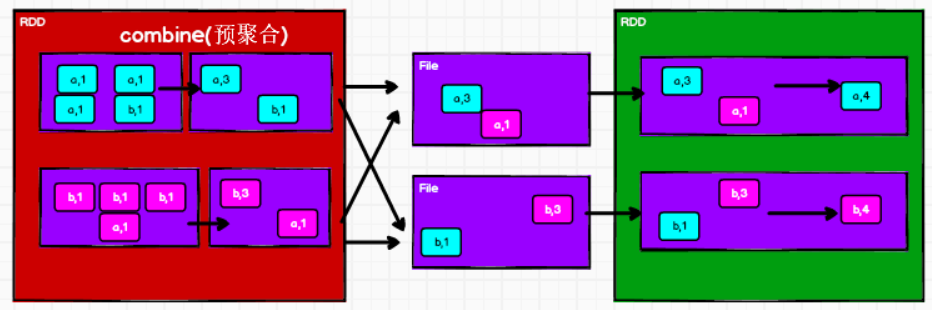 RDD
combine(预聚合)
a,1 a,1
a,1 b,1
a,3
b,1
b,1 b,1 b,1
a,1
b,3
a,1
File
a,3
a,1
File
b,3
b,1
RDD
a,3
a,1
a,4
b,3
b,1
b,4